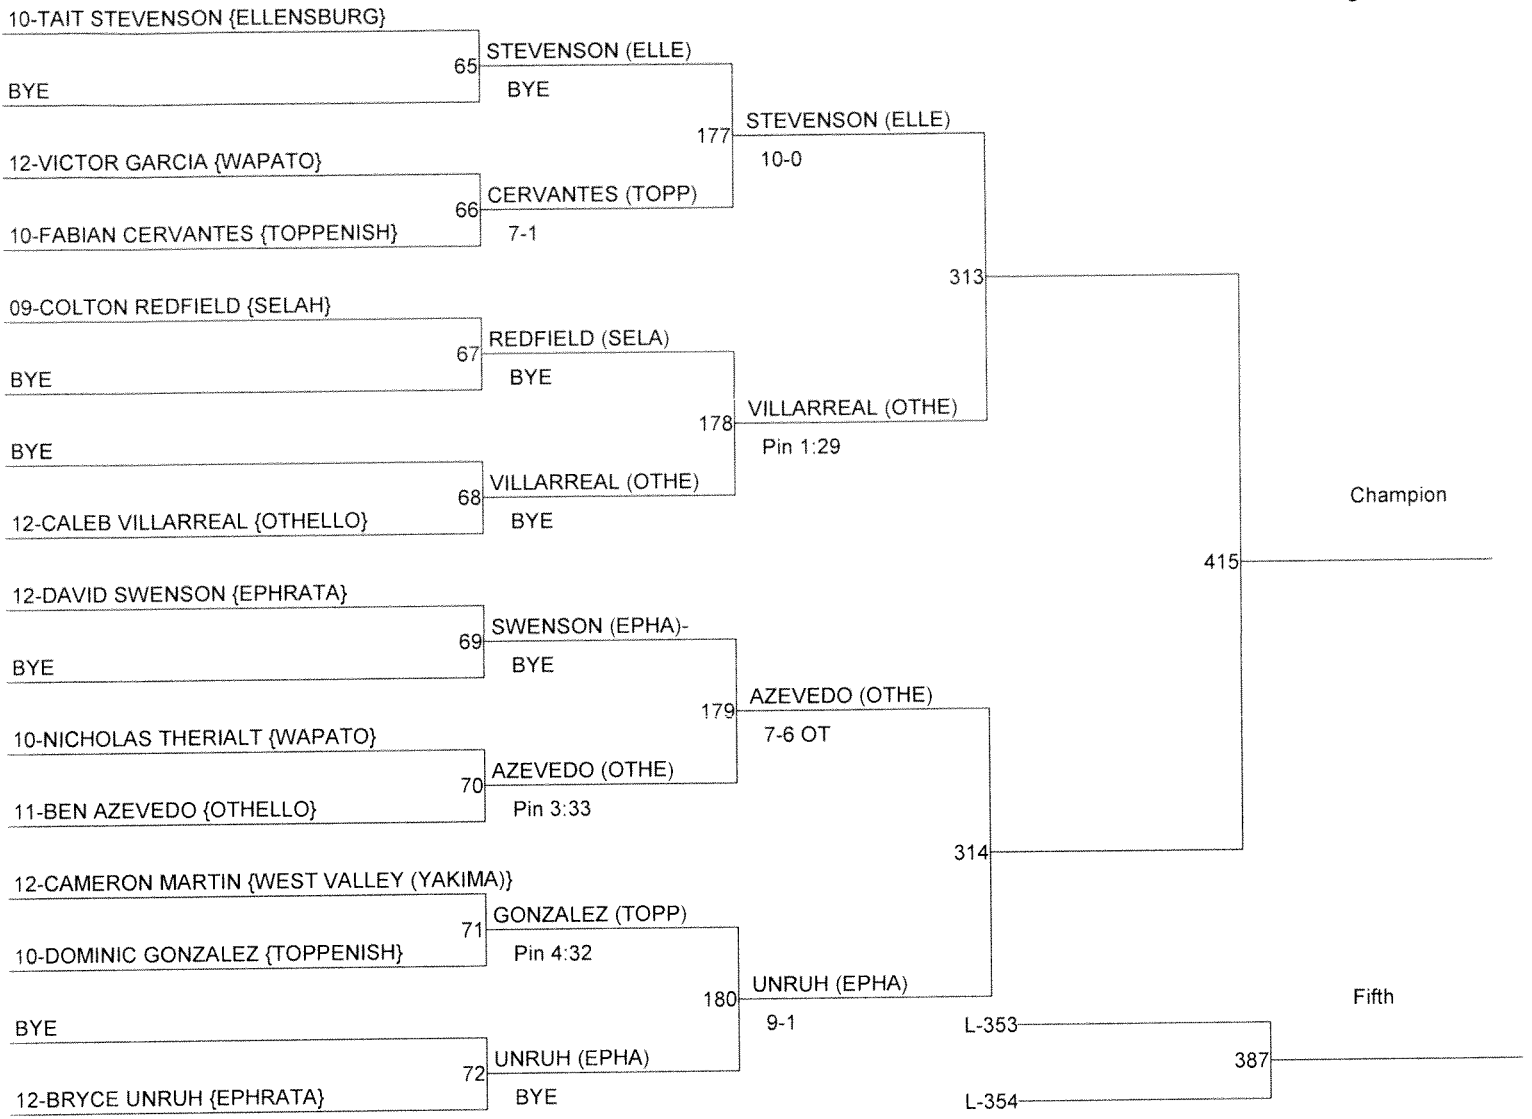 10-TAIT STEVENSON {ELLENSBURG}
65
STEVENSON (ELLE)
BYE
BYE
177
STEVENSON (ELLE)
10-0
12-VICTOR GARCIA {WAPATO}
66
CERVANTES (TOPP)
10-FABIAN CERVANTES {TOPPENISH}
7-1
313
09-COLTON REDFIELD {SELAH}
67
REDFIELD (SELA)
BYE
BYE
178
VILLARREAL (OTHE)
Pin 1:29
BYE
68
VILLARREAL (OTHE)
12-CALEB VILLARREAL {OTHELLO}
BYE
Champion
415
12-DAVID SWENSON {EPHRATA}
69
SWENSON (EPHA)-
BYE
BYE
179
AZEVEDO (OTHE)
7-6 OT
10-NICHOLAS THERIALT {WAPATO}
70
AZEVEDO (OTHE)
11-BEN AZEVEDO {OTHELLO}
Pin 3:33
314
12-CAMERON MARTIN {WEST VALLEY (YAKIMA)}
71
GONZALEZ (TOPP)
10-DOMINIC GONZALEZ {TOPPENISH}
Pin 4:32
180
UNRUH (EPHA)
9-1
Fifth
BYE
L-353
72
UNRUH (EPHA)
387
12-BRYCE UNRUH {EPHRATA}
BYE
L-354